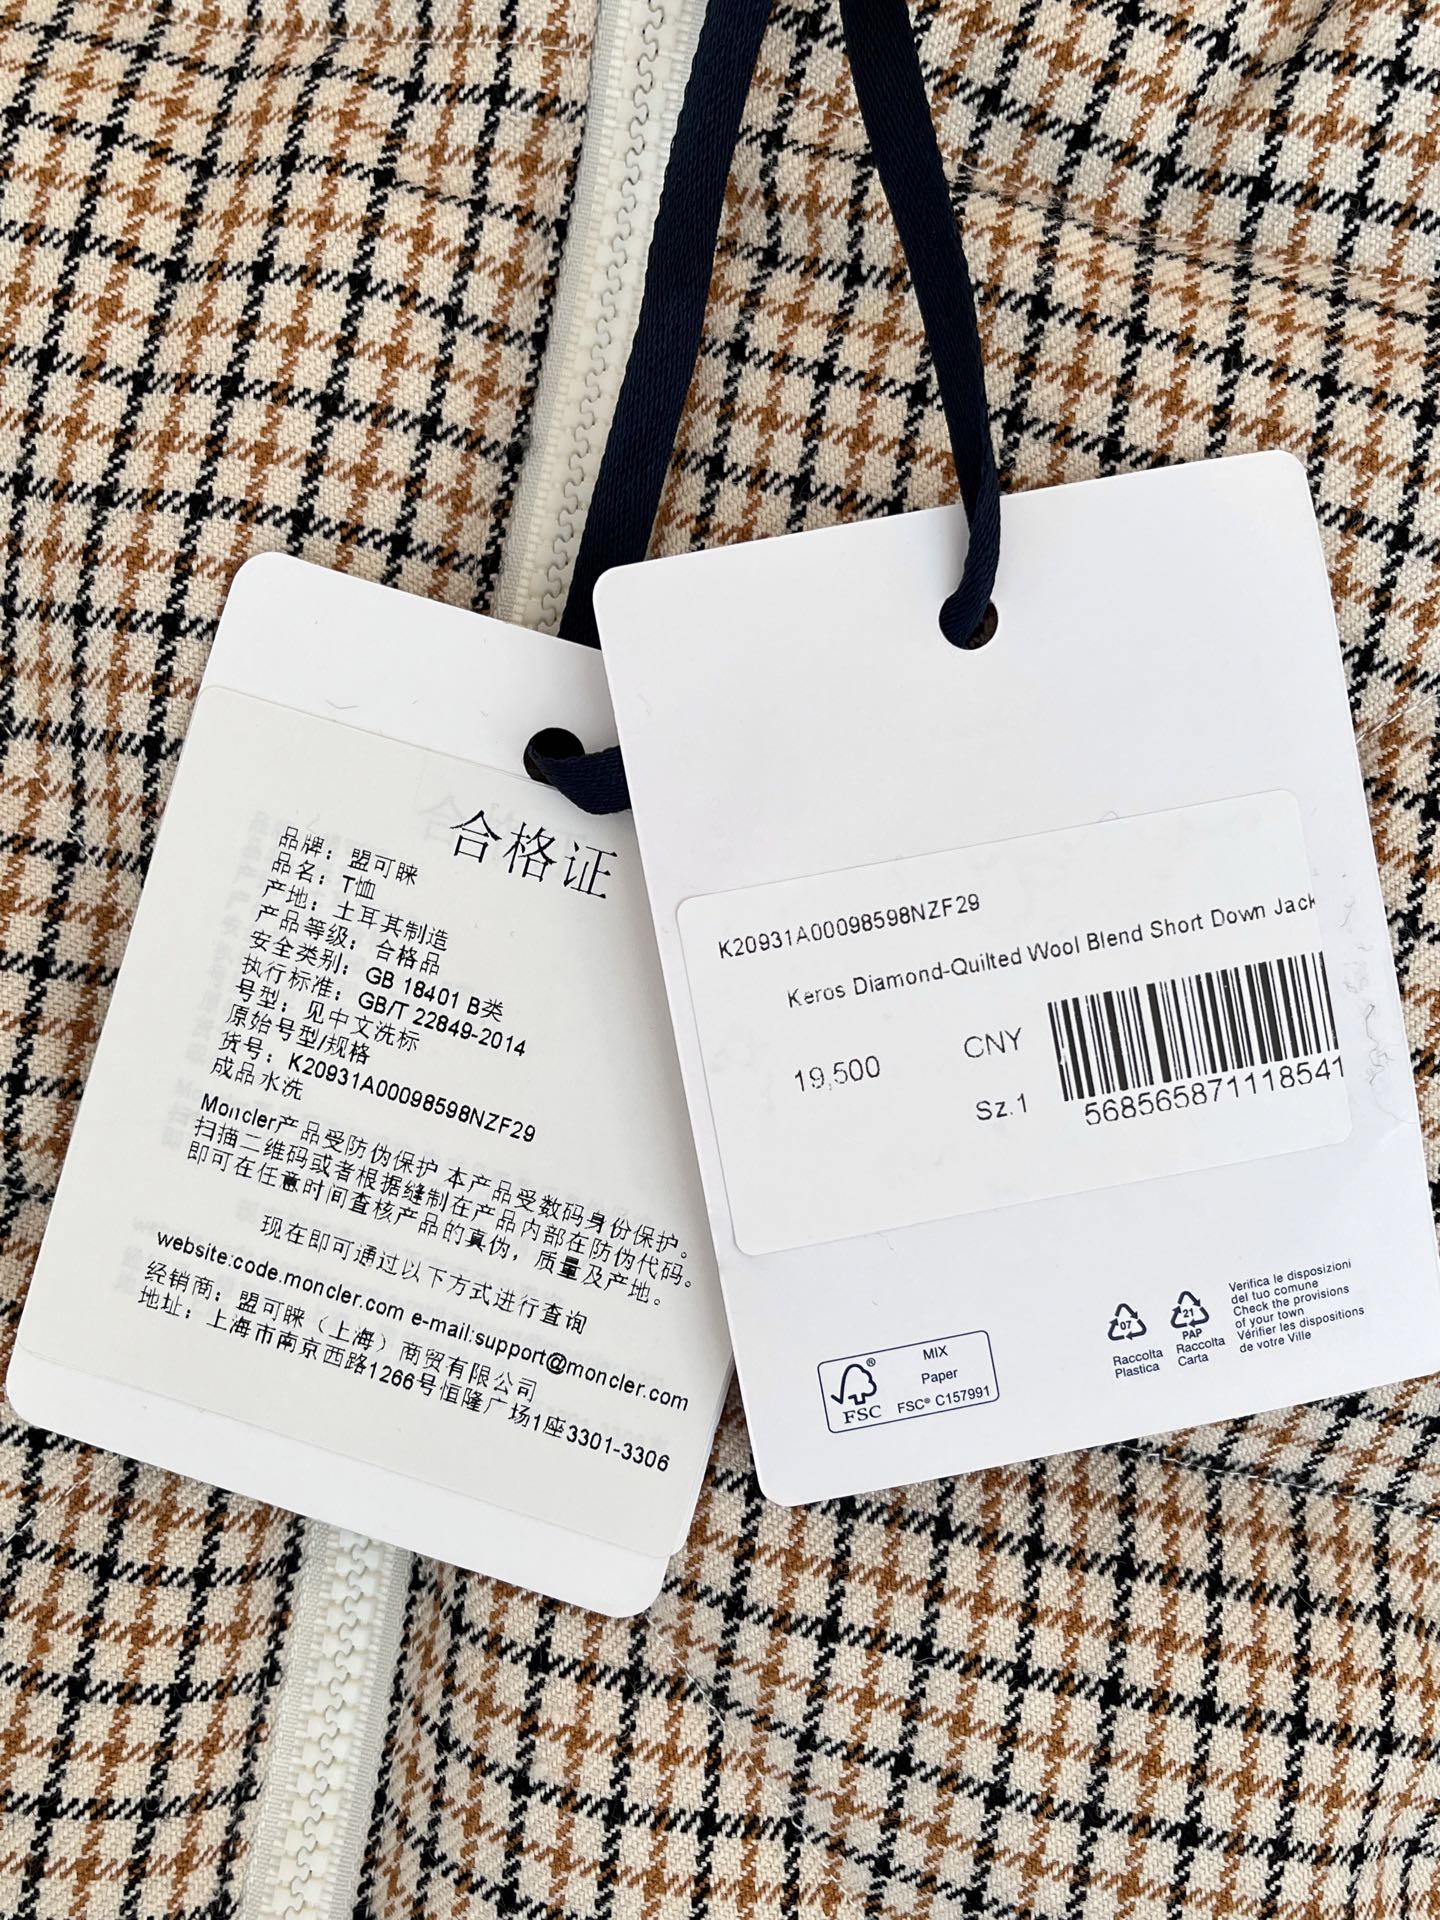 合格证
品牌：盟可睐
品名：T恤
产地：土耳其制造
产品等级：合格品
安全类别：GB 18401 B类
执行标准：GB/T 22849-2014
号型：见中文洗标
原始号型/规格
货号：K20931A00098598NZF29
成品水洗
Moncler产品受防伪保护 本产品受数码身份保护。
扫描二维码或者根据缝制在产品内部在防伪代码。
即可在任意时间查核产品的真伪，质量及产地。
现在即可通过以下方式进行查询
website:code.moncler.com e-mail:support@moncler.com
经销商：盟可睐（上海）商贸有限公司
地址：上海市南京西路1266号恒隆广场1座3301-3306
K20931A00098598NZF29
Keros Diamond-Quilted Wool Blend Short Down Jack
19,500
CNY
Sz.1
568565871118541
FSC®
MIX
Paper
FSC® C157991
07
Raccolta
Plastica
21
PAP
Raccolta
Carta
Verifica le disposizioni
del tuo comune
Check the provisions
of your town
Vérifier les dispositions
de votre Ville